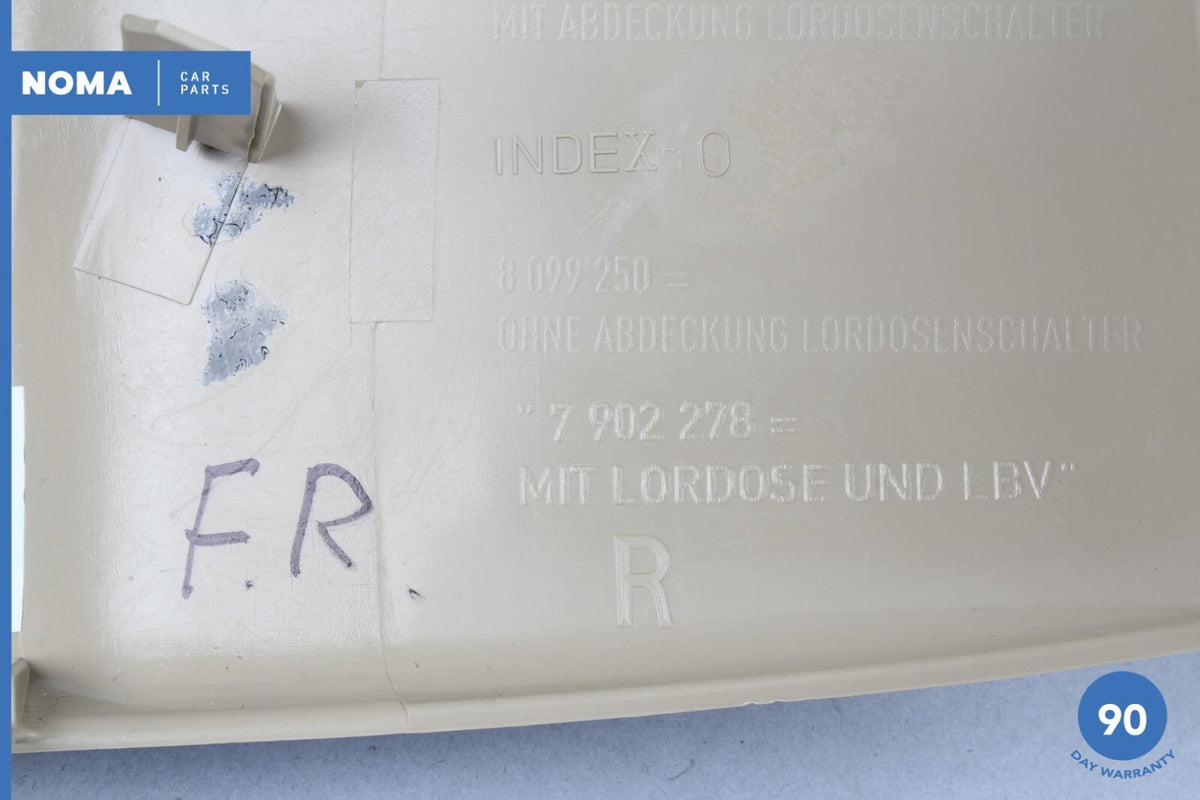 MIT ABDECKUNG LORDOSENSCHALTER
NOMA
CAR
PARTS
INDEX- 0
8 099 250 =
OHNE ABDECKUNG LORDOSENSCHALTER
" 7 902 278 =
MIT LORDOSE UND LBV"
F.R.
R
90
DAY WARRANTY